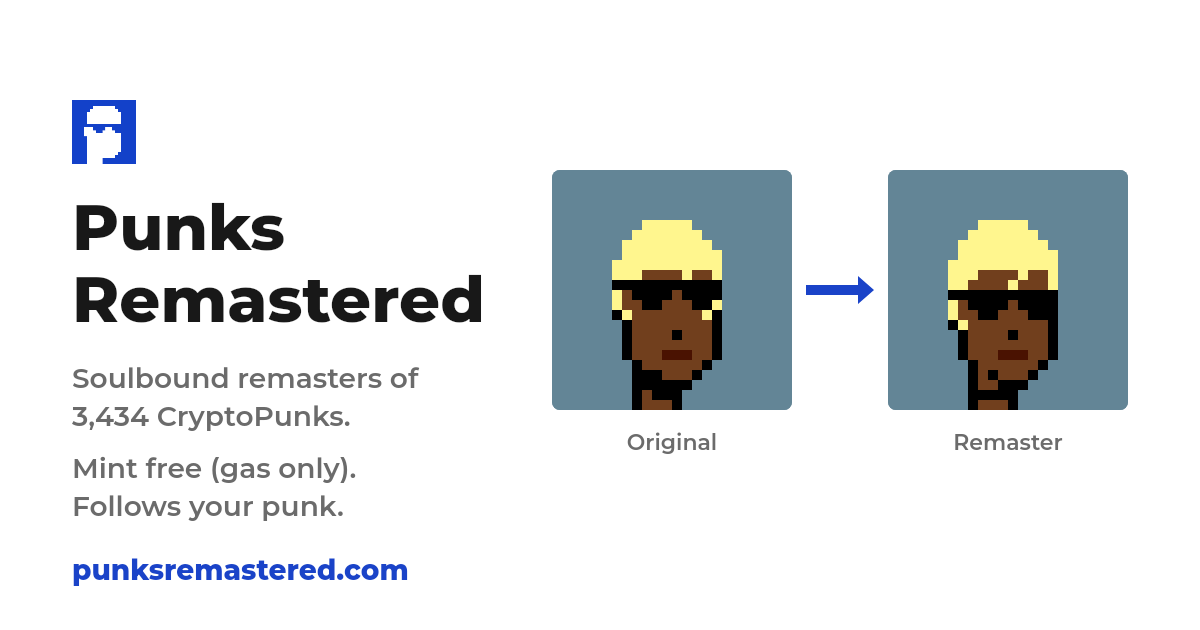 Punks
Remastered
Soulbound remasters of
3,434 CryptoPunks.
Mint free (gas only).
Follows your punk.
punksremastered.com
Original
Remaster